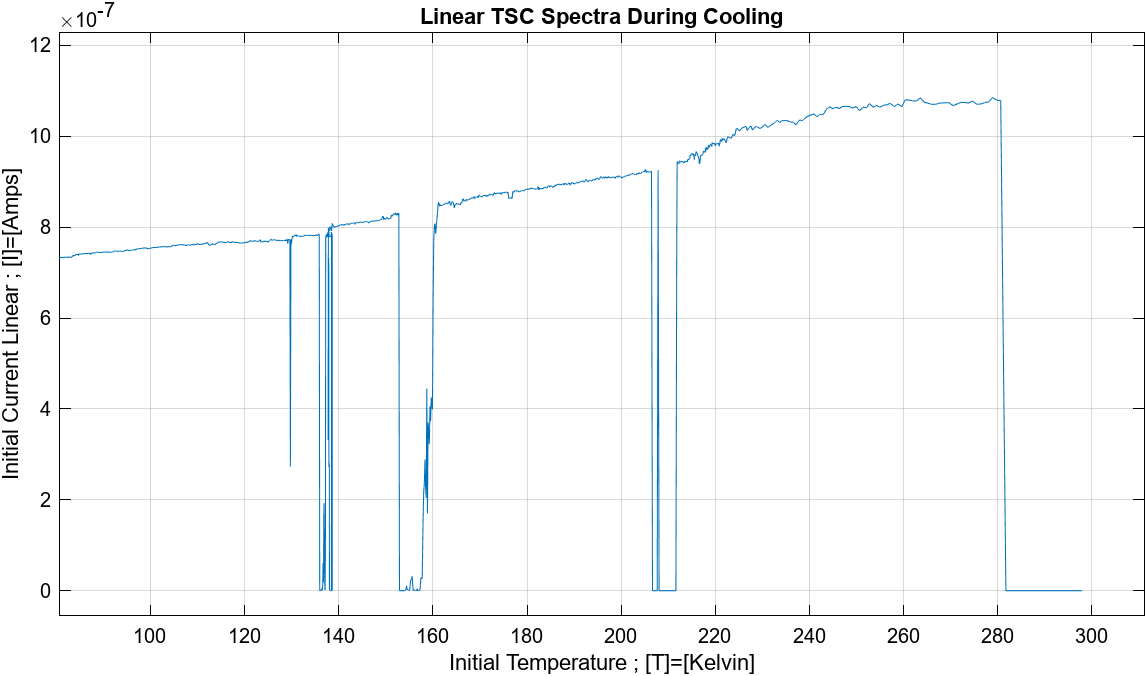 Linear TSC Spectra During Cooling
×10-7
12
10
8
6
4
2
0
Initial Current Linear ; [I]=[Amps]
100 120 140 160 180 200 220 240 260 280 300
Initial Temperature ; [T]=[Kelvin]